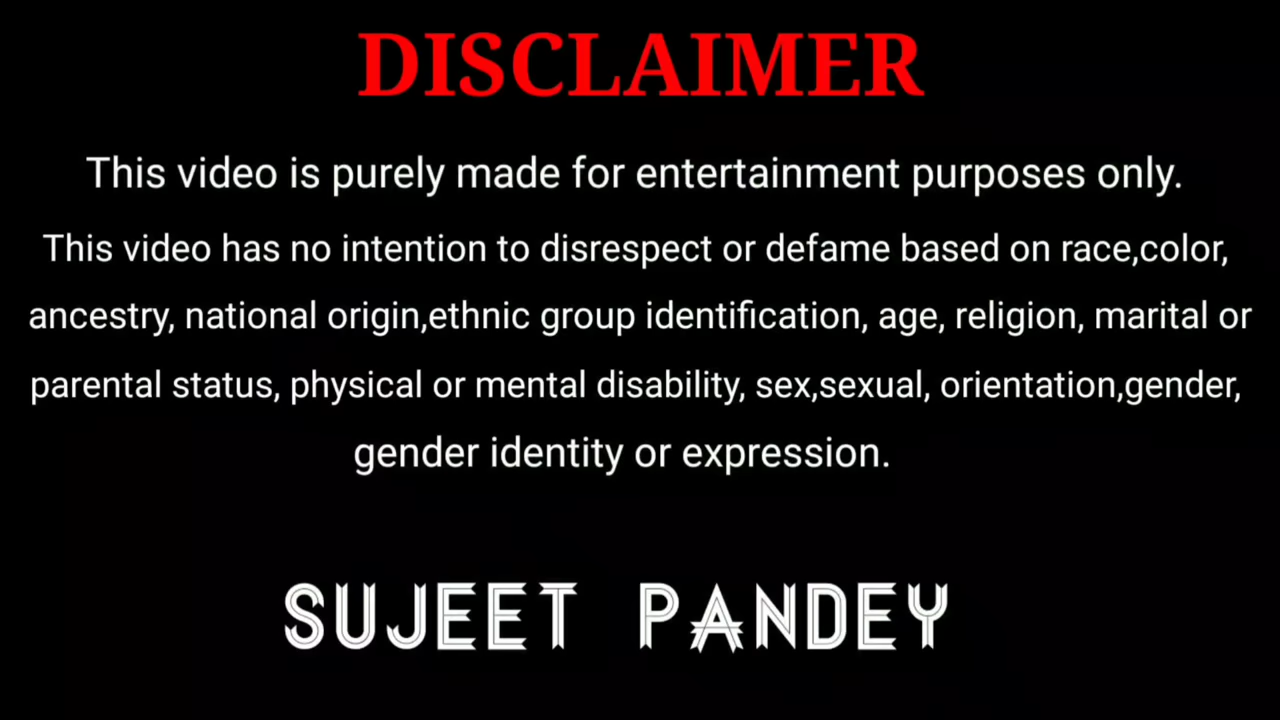 DISCLAIMER
This video is purely made for entertainment purposes only.
This video has no intention to disrespect or defame based on race,color,
ancestry, national origin,ethnic group identification, age, religion, marital or
parental status, physical or mental disability, sex,sexual, orientation,gender,
gender identity or expression.
SUJEET PANDEY